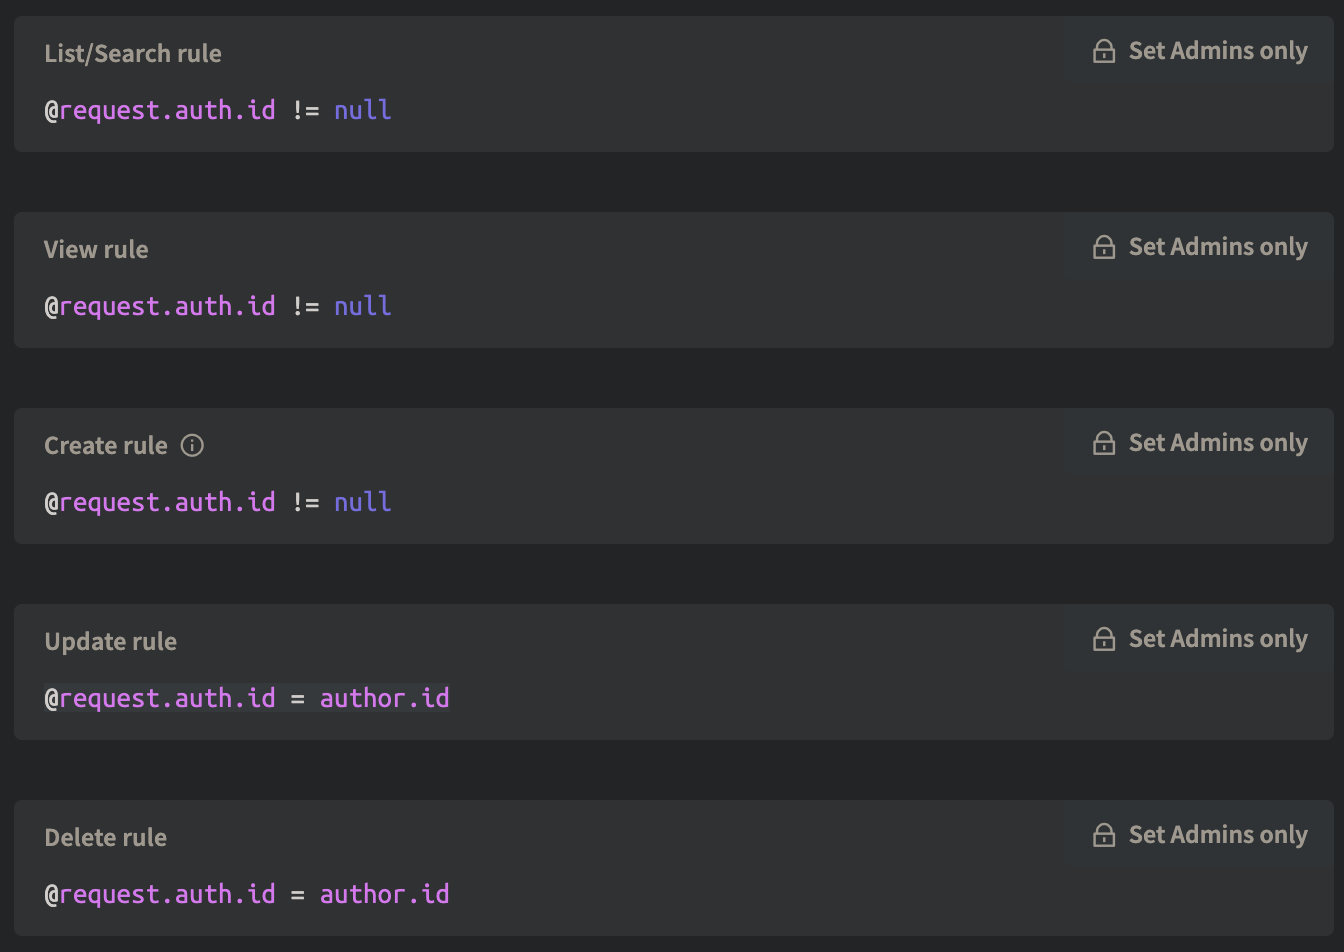 List/Search rule
Set Admins only
@request.auth.id != null
View rule
Set Admins only
@request.auth.id != null
Create rule
Set Admins only
@request.auth.id != null
Update rule
Set Admins only
@request.auth.id = author.id
Delete rule
Set Admins only
@request.auth.id = author.id